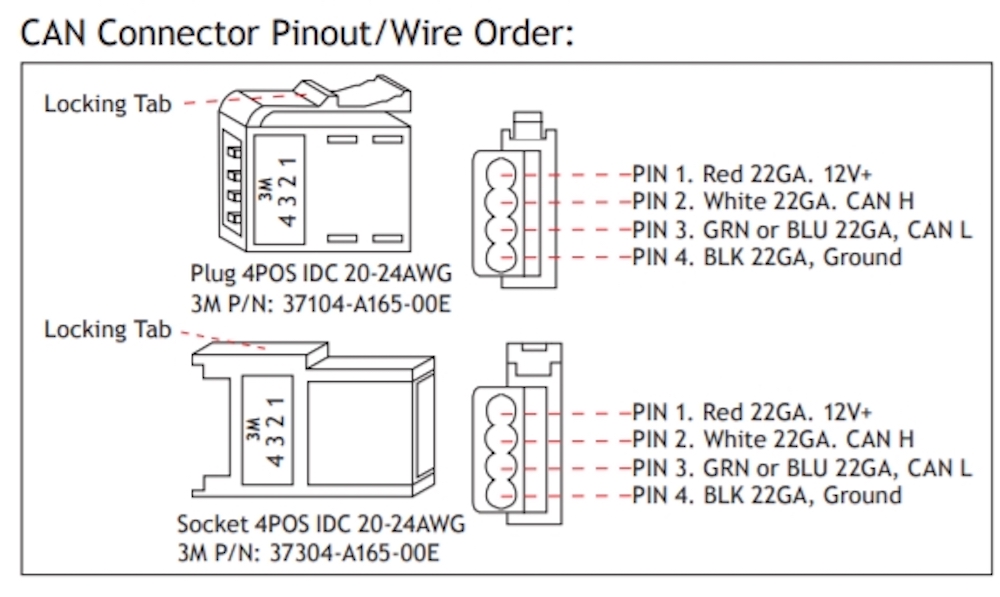 CAN Connector Pinout/Wire Order:
Locking Tab
3M
4 3 2 1
PIN 1. Red 22GA. 12V+
PIN 2. White 22GA. CAN H
PIN 3. GRN or BLU 22GA, CAN L
PIN 4. BLK 22GA, Ground
Plug 4POS IDC 20-24AWG
3M P/N: 37104-A165-00E
Locking Tab
3M
4 3 2 1
PIN 1. Red 22GA. 12V+
PIN 2. White 22GA. CAN H
PIN 3. GRN or BLU 22GA, CAN L
PIN 4. BLK 22GA, Ground
Socket 4POS IDC 20-24AWG
3M P/N: 37304-A165-00E